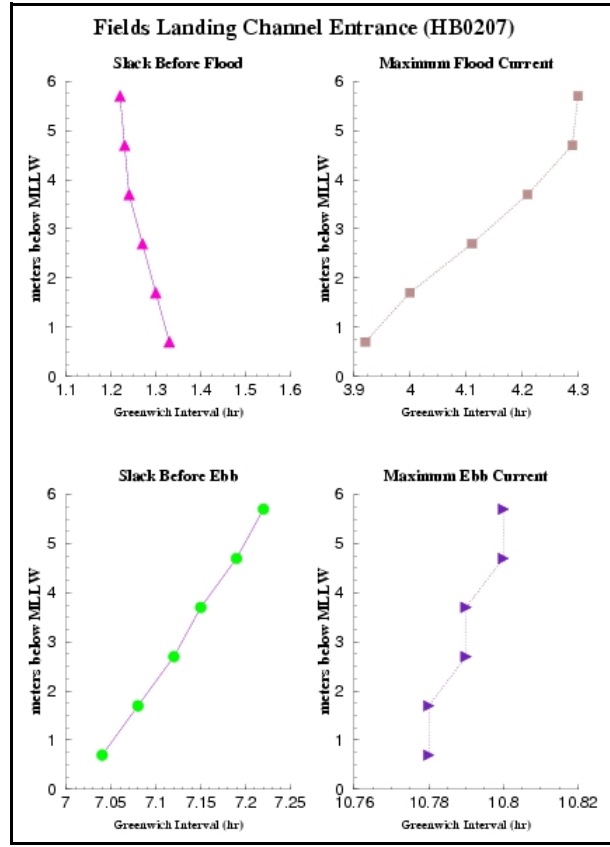 Fields Landing Channel Entrance (HB0207)
Slack Before Flood
6
5
4
3
2
1
0
meters below MLLW
1.1 1.2 1.3 1.4 1.5 1.6
Greenwich Interval (hr)
Maximum Flood Current
6
5
4
3
2
1
0
meters below MLLW
3.9 4 4.1 4.2 4.3
Greenwich Interval (hr)
Slack Before Ebb
6
5
4
3
2
1
0
meters below MLLW
7 7.05 7.1 7.15 7.2 7.25
Greenwich Interval (hr)
Maximum Ebb Current
6
5
4
3
2
1
0
meters below MLLW
10.76 10.78 10.8 10.82
Greenwich Interval (hr)